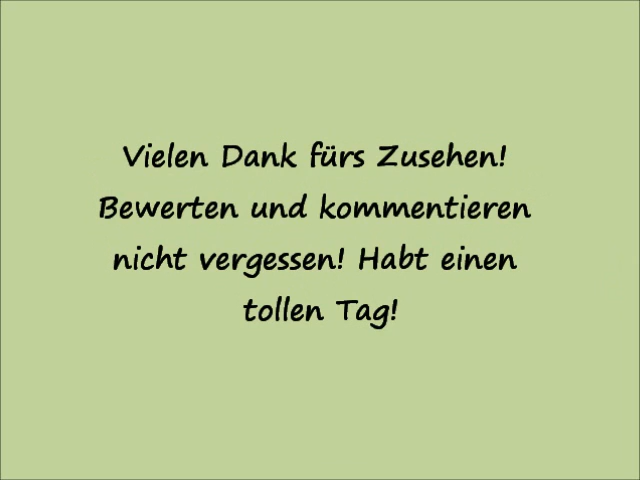 Vielen Dank fürs Zusehen!
Bewerten und kommentieren
nicht vergessen! Habt einen
tollen Tag!